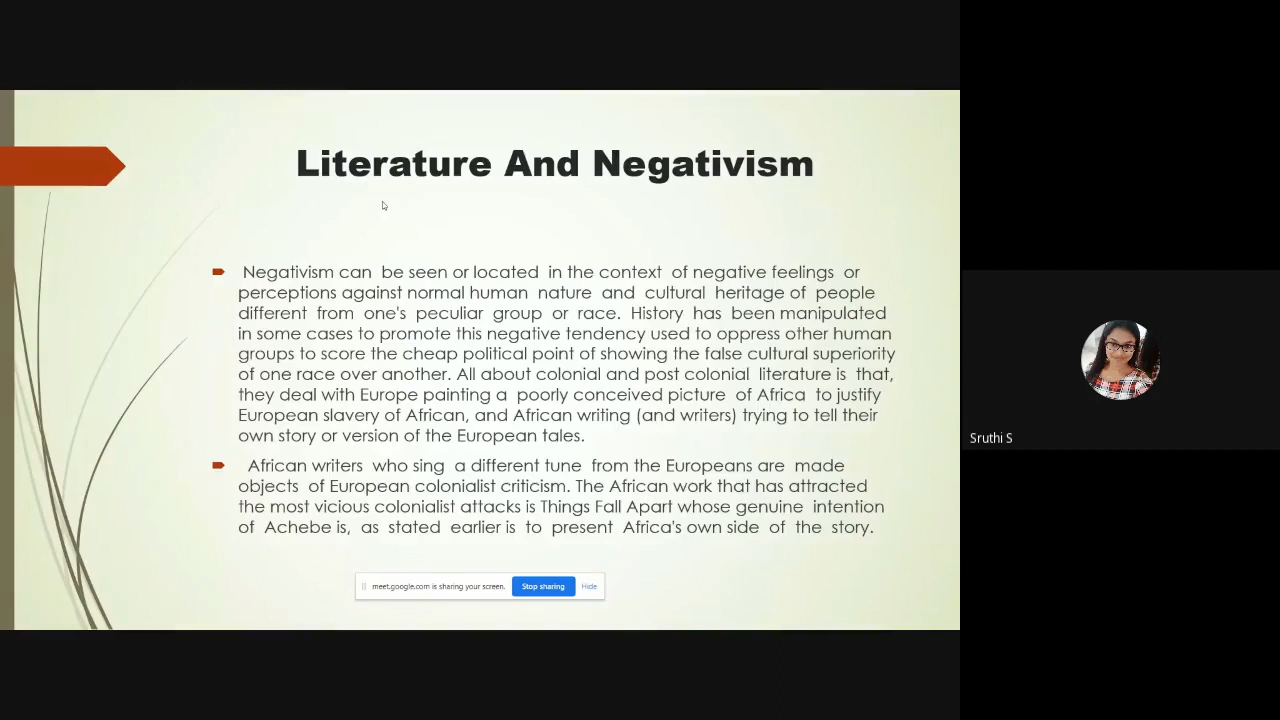 Literature And Negativism
Negativism can be seen or located in the context of negative feelings or
perceptions against normal human nature and cultural heritage of people
different from one's peculiar group or race. History has been manipulated
in some cases to promote this negative tendency used to oppress other human
groups to score the cheap political point of showing the false cultural superiority
of one race over another. All about colonial and post colonial literature is that,
they deal with Europe painting a poorly conceived picture of Africa to justify
European slavery of African, and African writing (and writers) trying to tell their
own story or version of the European tales.
African writers who sing a different tune from the Europeans are made
objects of European colonialist criticism. The African work that has attracted
the most vicious colonialist attacks is Things Fall Apart whose genuine intention
of Achebe is, as stated earlier is to present Africa's own side of the story.
meet.google.com is sharing your screen. Stop sharing Hide
Sruthi S